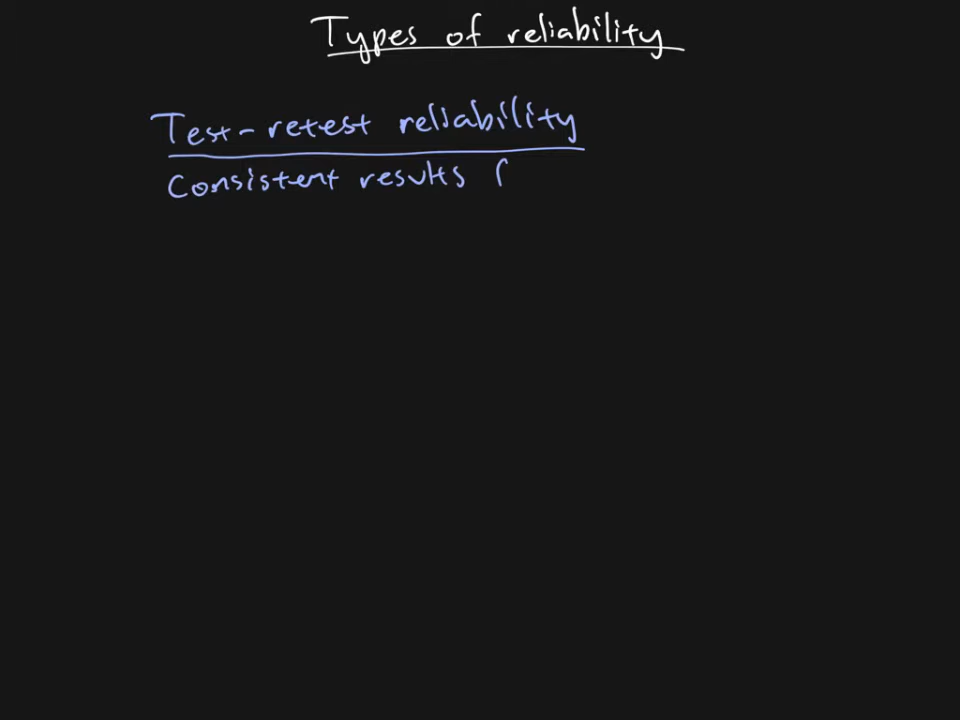 Types of reliability
Test-retest reliability
Consistent results (